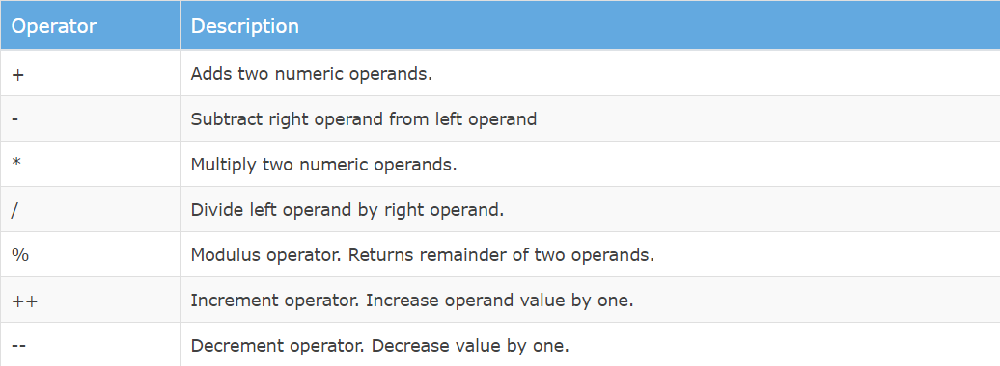 Operator Description
+ Adds two numeric operands.
- Subtract right operand from left operand
* Multiply two numeric operands.
/ Divide left operand by right operand.
% Modulus operator. Returns remainder of two operands.
++ Increment operator. Increase operand value by one.
-- Decrement operator. Decrease value by one.